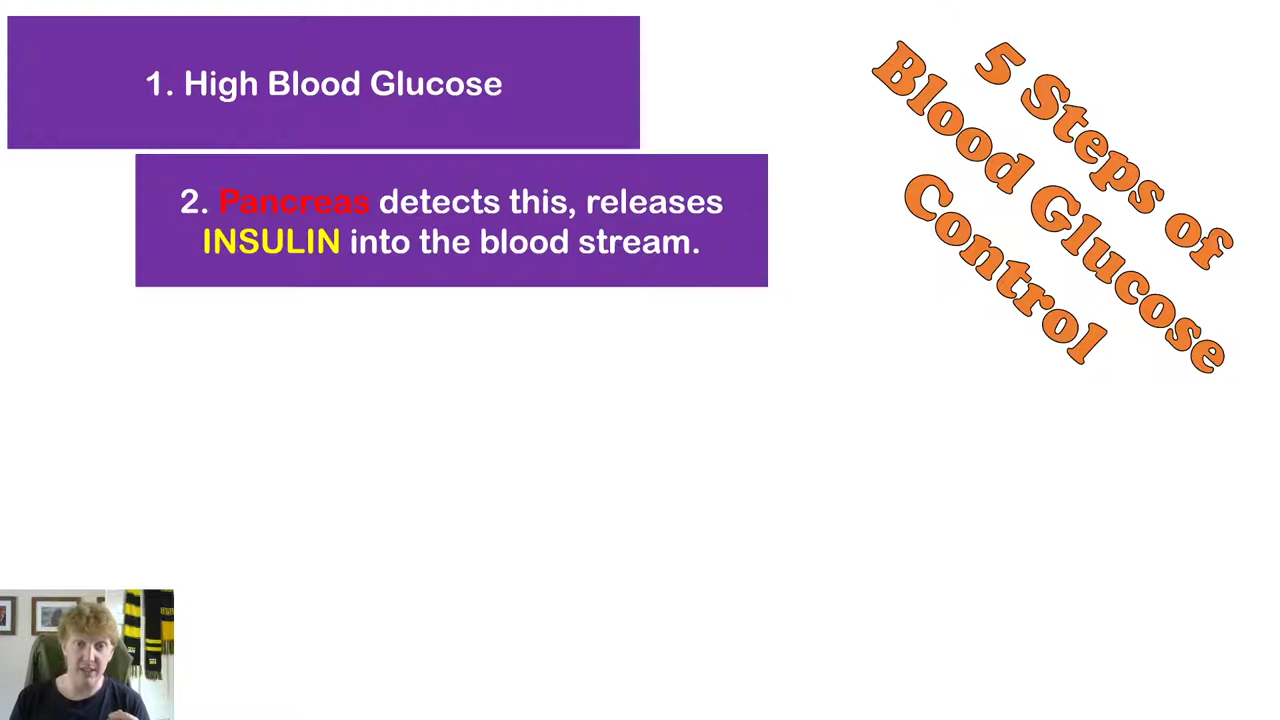 1. High Blood Glucose
2. Pancreas detects this, releases
INSULIN into the blood stream.
5 Steps of
Blood Glucose
Control